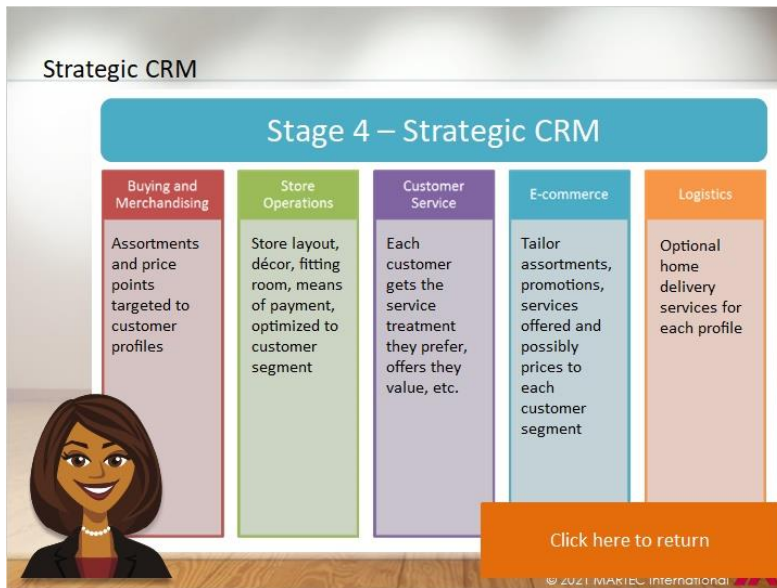 Strategic CRM
Stage 4 – Strategic CRM
Buying and
Merchandising
Assortments
and price
points
targeted to
customer
profiles
Store
Operations
Store layout,
décor, fitting
room, means
of payment,
optimized to
customer
segment
Customer
Service
Each
customer
gets the
service
treatment
they prefer,
offers they
value, etc.
E-commerce
Tailor
assortments,
promotions,
services
offered and
possibly
prices to
each
customer
segment
Logistics
Optional
home
delivery
services for
each profile
Click here to return
© 2021 MARTEC International